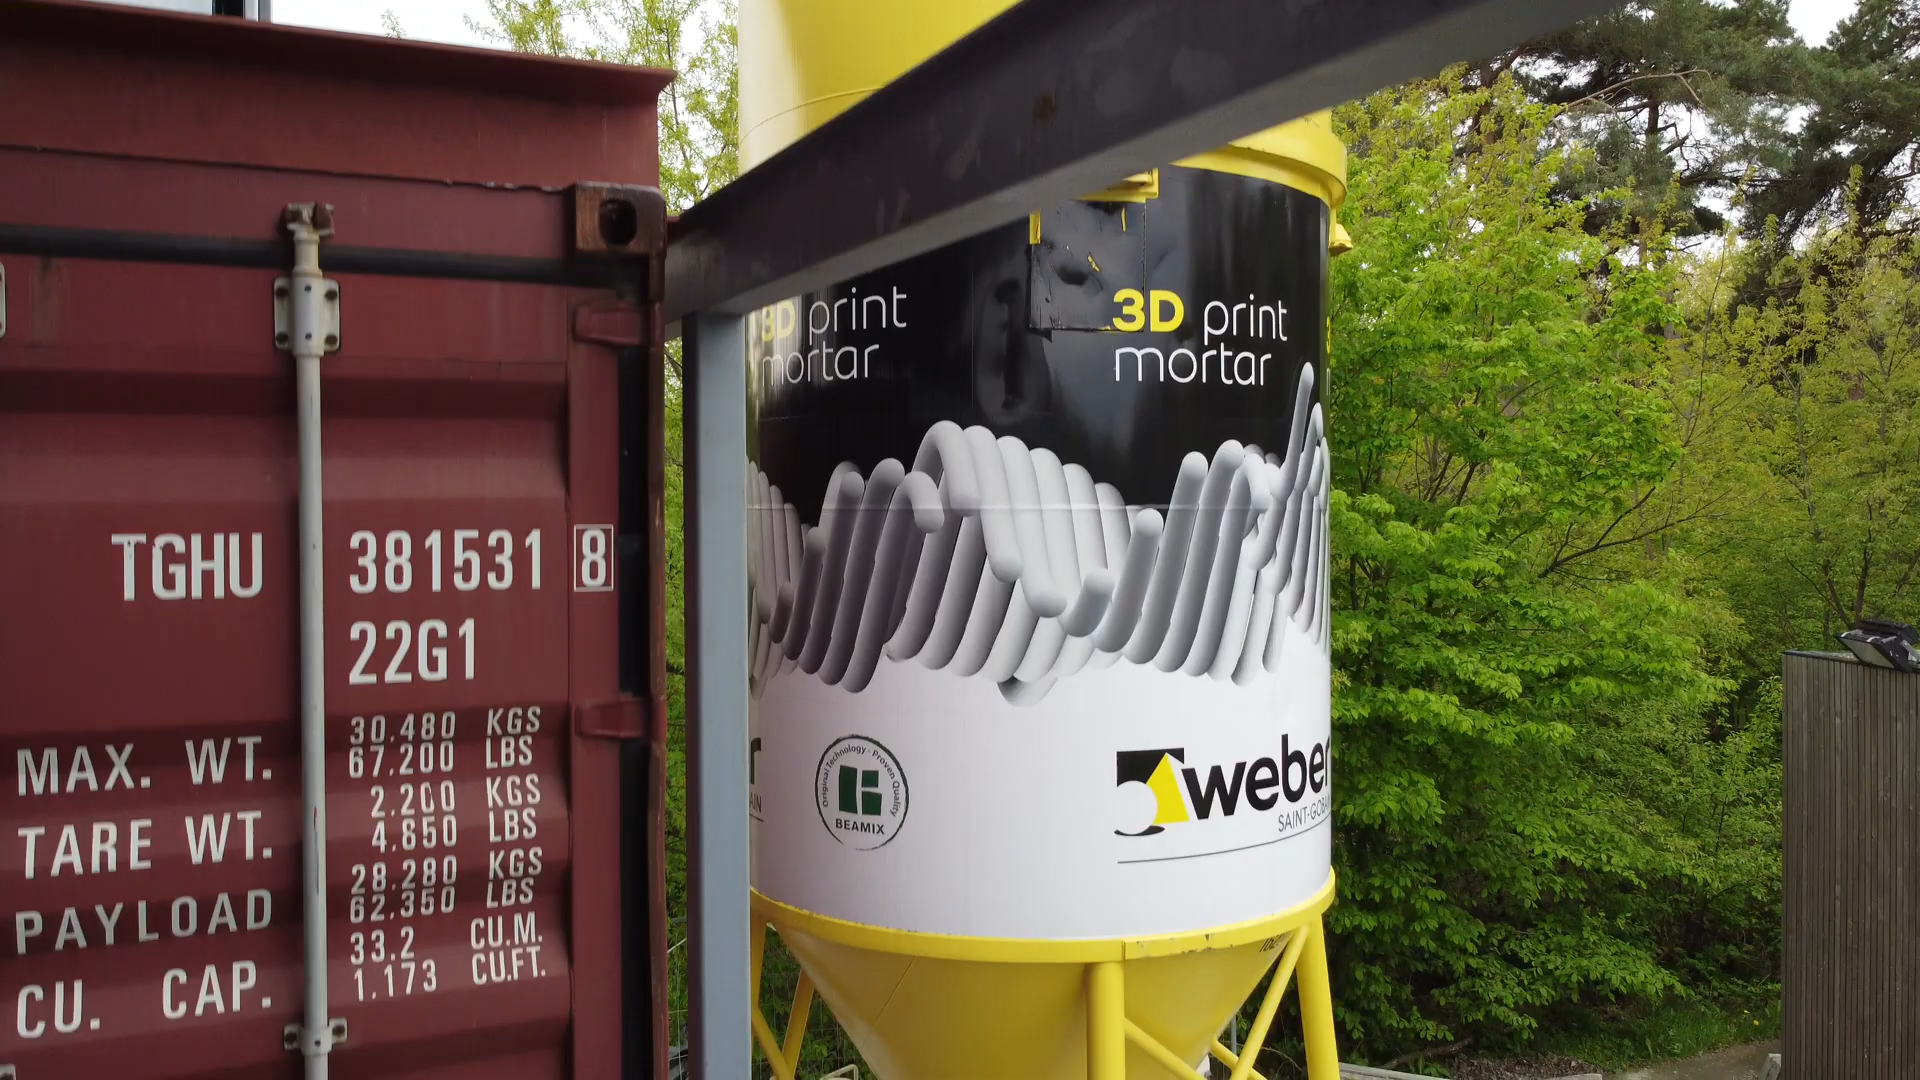 TGHU 381531 8
22G1
MAX. WT. 30.480 KGS
67.200 LBS
TARE WT. 2.200 KGS
4.850 LBS
PAYLOAD 28.280 KGS
62.350 LBS
CU. CAP. 33.2 CU.M.
1.173 CU.FT.
3D print
mortar
3D print
mortar
Original Technology - Proven Quality
BEAMIX
weber
SAINT-GOBA